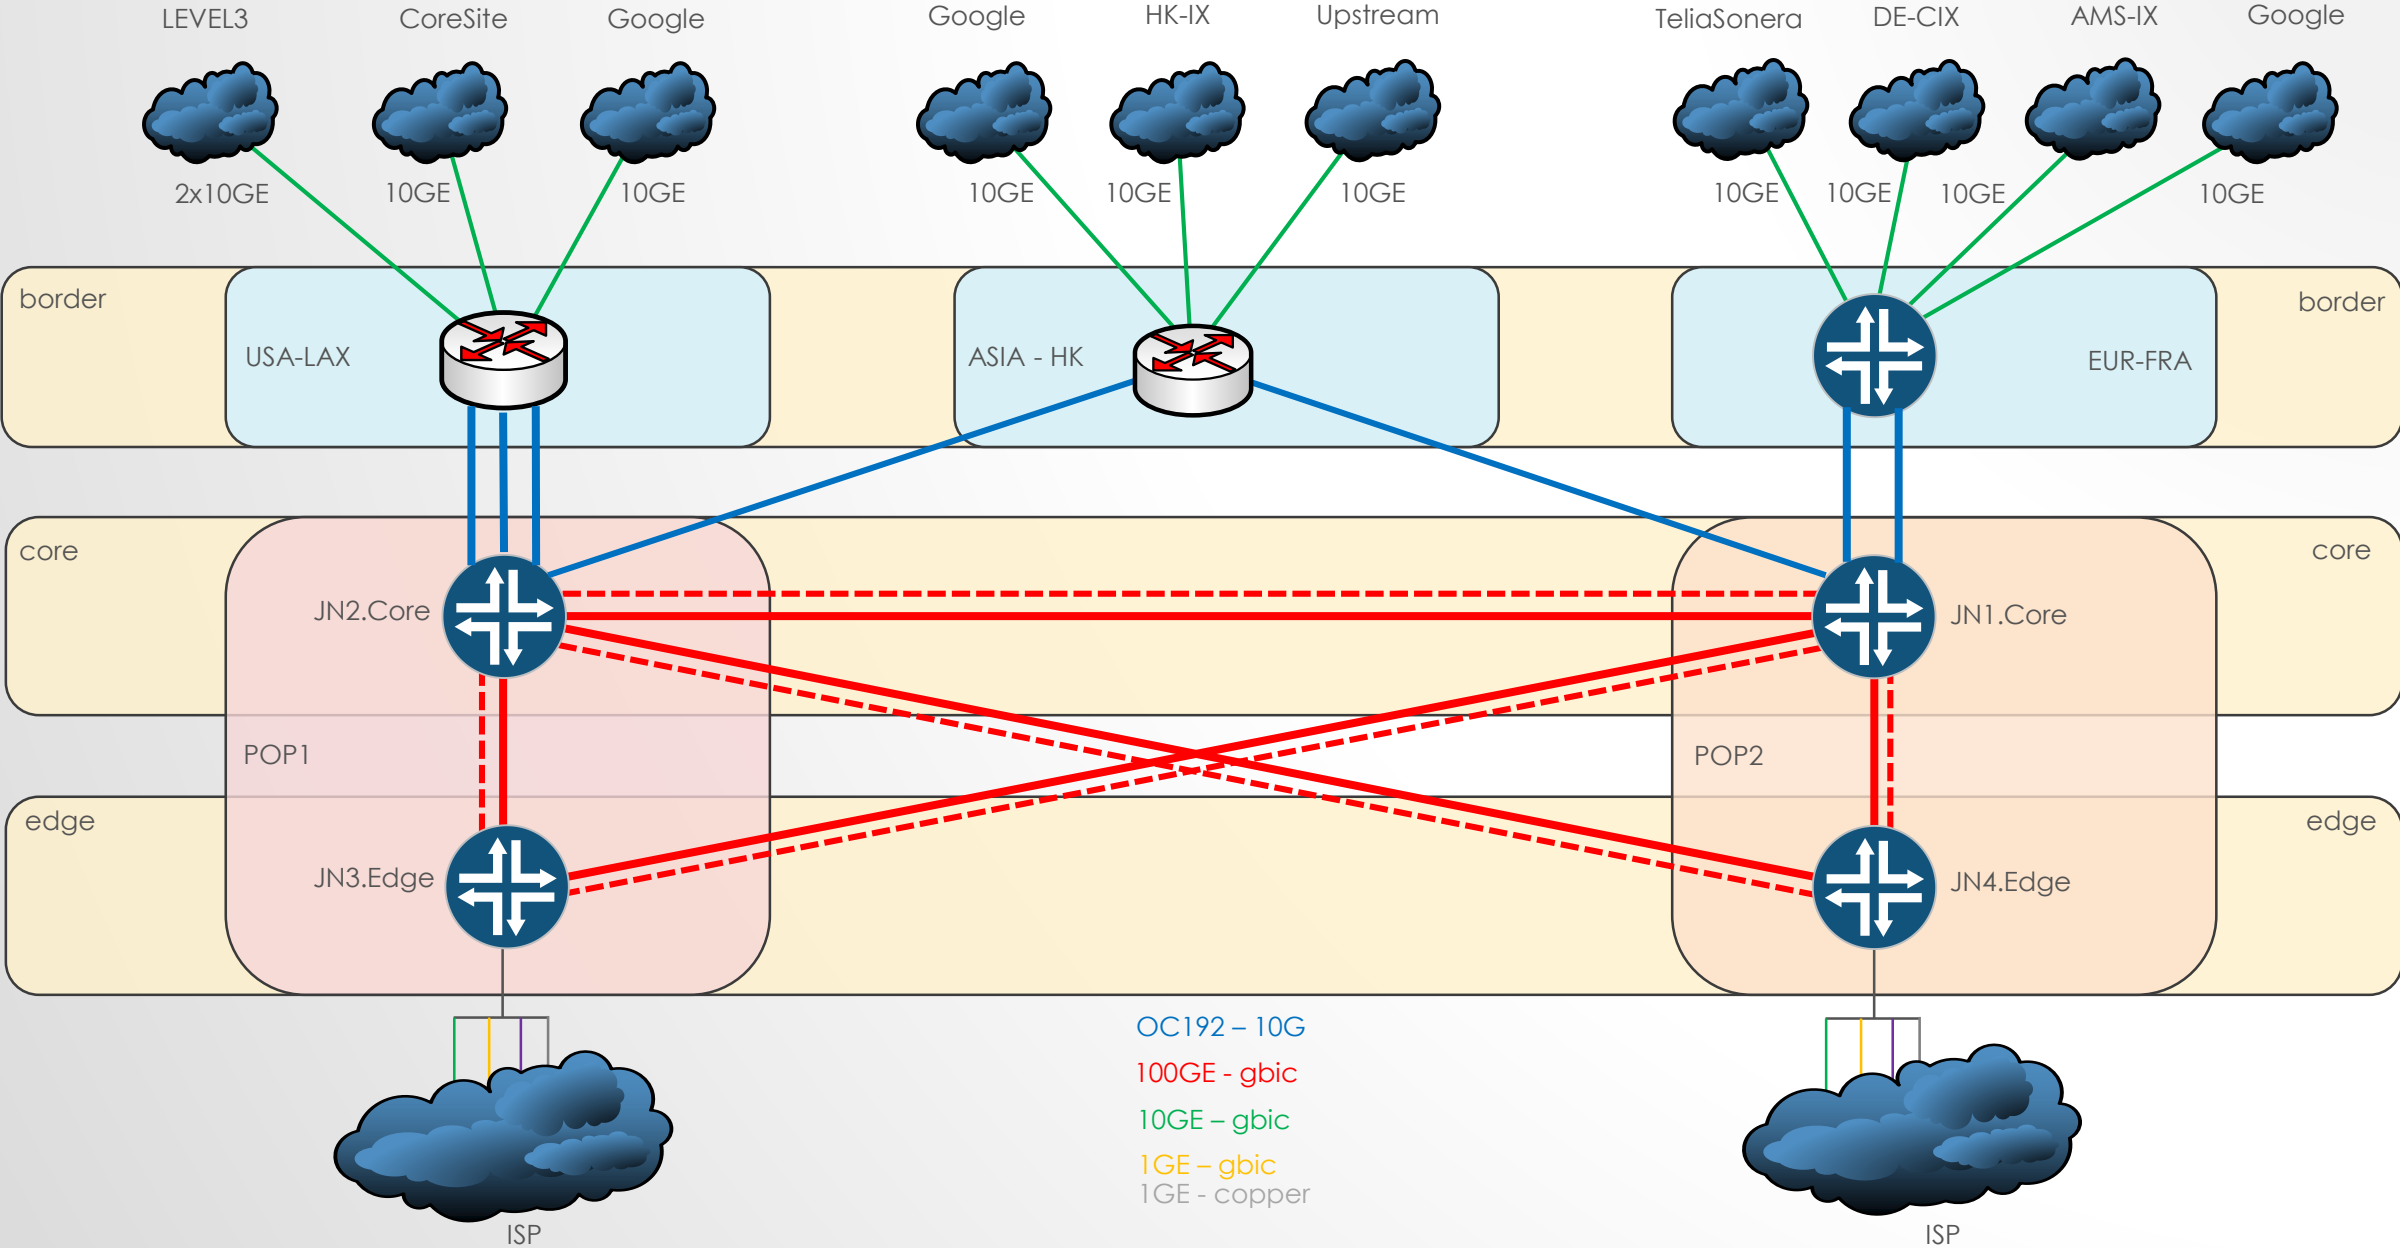 LEVEL3
CoreSite
Google
Google
HK-IX
Upstream
TeliaSonera
DE-CIX
AMS-IX
Google
2x10GE
10GE
10GE
10GE
10GE
10GE
10GE
10GE
10GE
10GE
border
border
USA-LAX
ASIA - HK
EUR-FRA
core
core
JN2.Core
JN1.Core
POP1
POP2
edge
edge
JN3.Edge
JN4.Edge
OC192 – 10G
100GE - gbic
10GE – gbic
1GE – gbic
1GE - copper
ISP
ISP